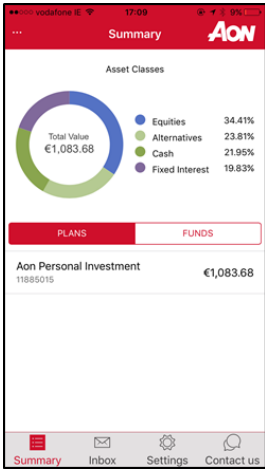 vodafone IE 17:09 9%
Summary
AON
Asset Classes
Total Value
€1,083.68
Equities 34.41%
Alternatives 23.81%
Cash 21.95%
Fixed Interest 19.83%
PLANS FUNDS
Aon Personal Investment
11885015
€1,083.68
Summary Inbox Settings Contact us